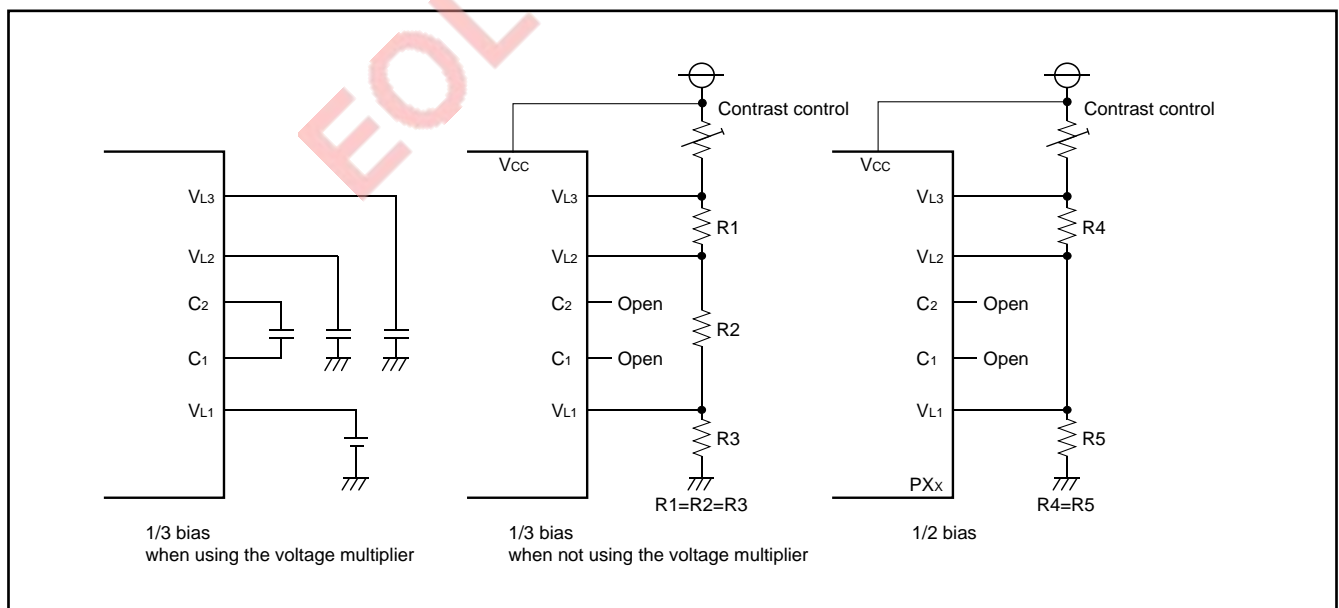 EOL
VL3
VL2
C2
C1
VL1
1/3 bias
when using the voltage multiplier
Contrast control
VCC
VL3
R1
VL2
C2
Open
R2
C1
Open
VL1
R3
R1=R2=R3
1/3 bias
when not using the voltage multiplier
Contrast control
VCC
VL3
R4
VL2
C2
Open
C1
Open
VL1
R5
PXx
R4=R5
1/2 bias